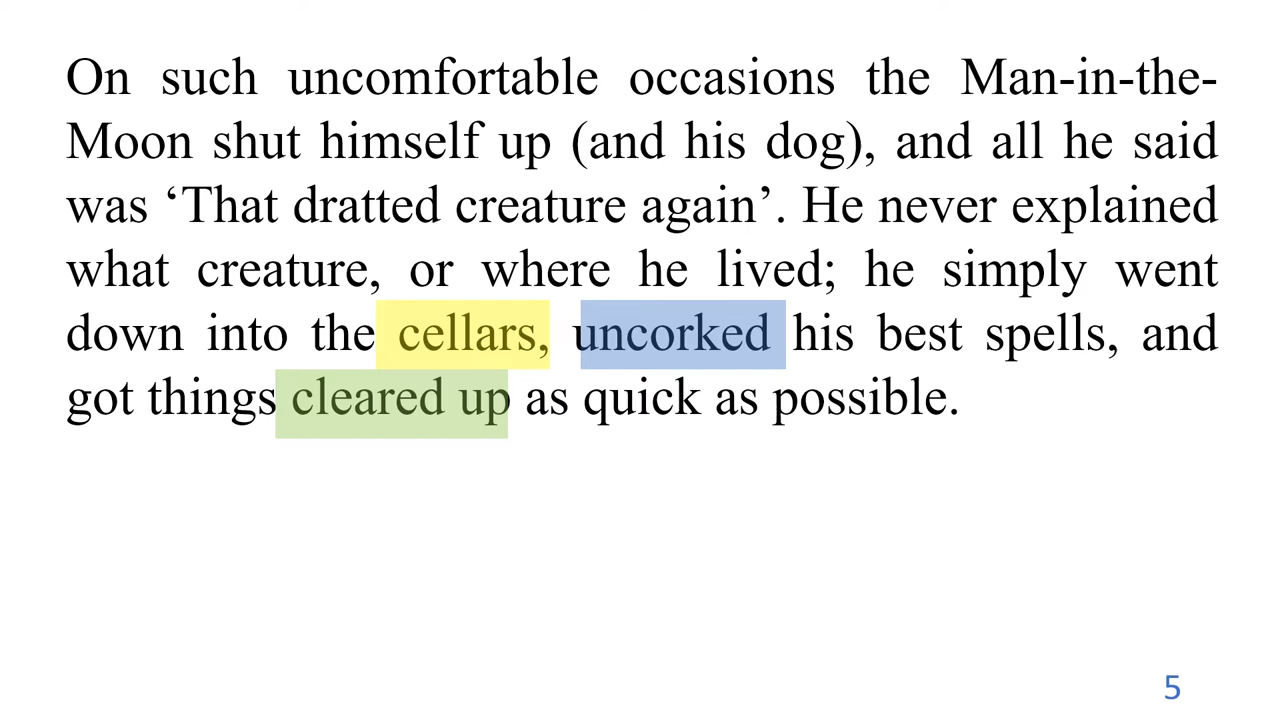 On such uncomfortable occasions the Man-in-the-
Moon shut himself up (and his dog), and all he said
was ‘That dratted creature again’. He never explained
what creature, or where he lived; he simply went
down into the cellars, uncorked his best spells, and
got things cleared up as quick as possible.
5